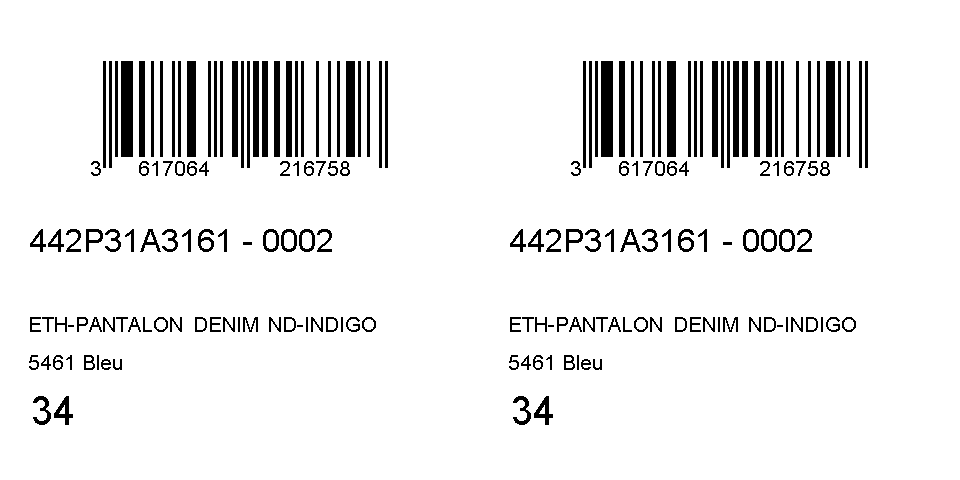 3 617064 216758
442P31A3161 - 0002
ETH-PANTALON DENIM ND-INDIGO
5461 Bleu
34
3 617064 216758
442P31A3161 - 0002
ETH-PANTALON DENIM ND-INDIGO
5461 Bleu
34